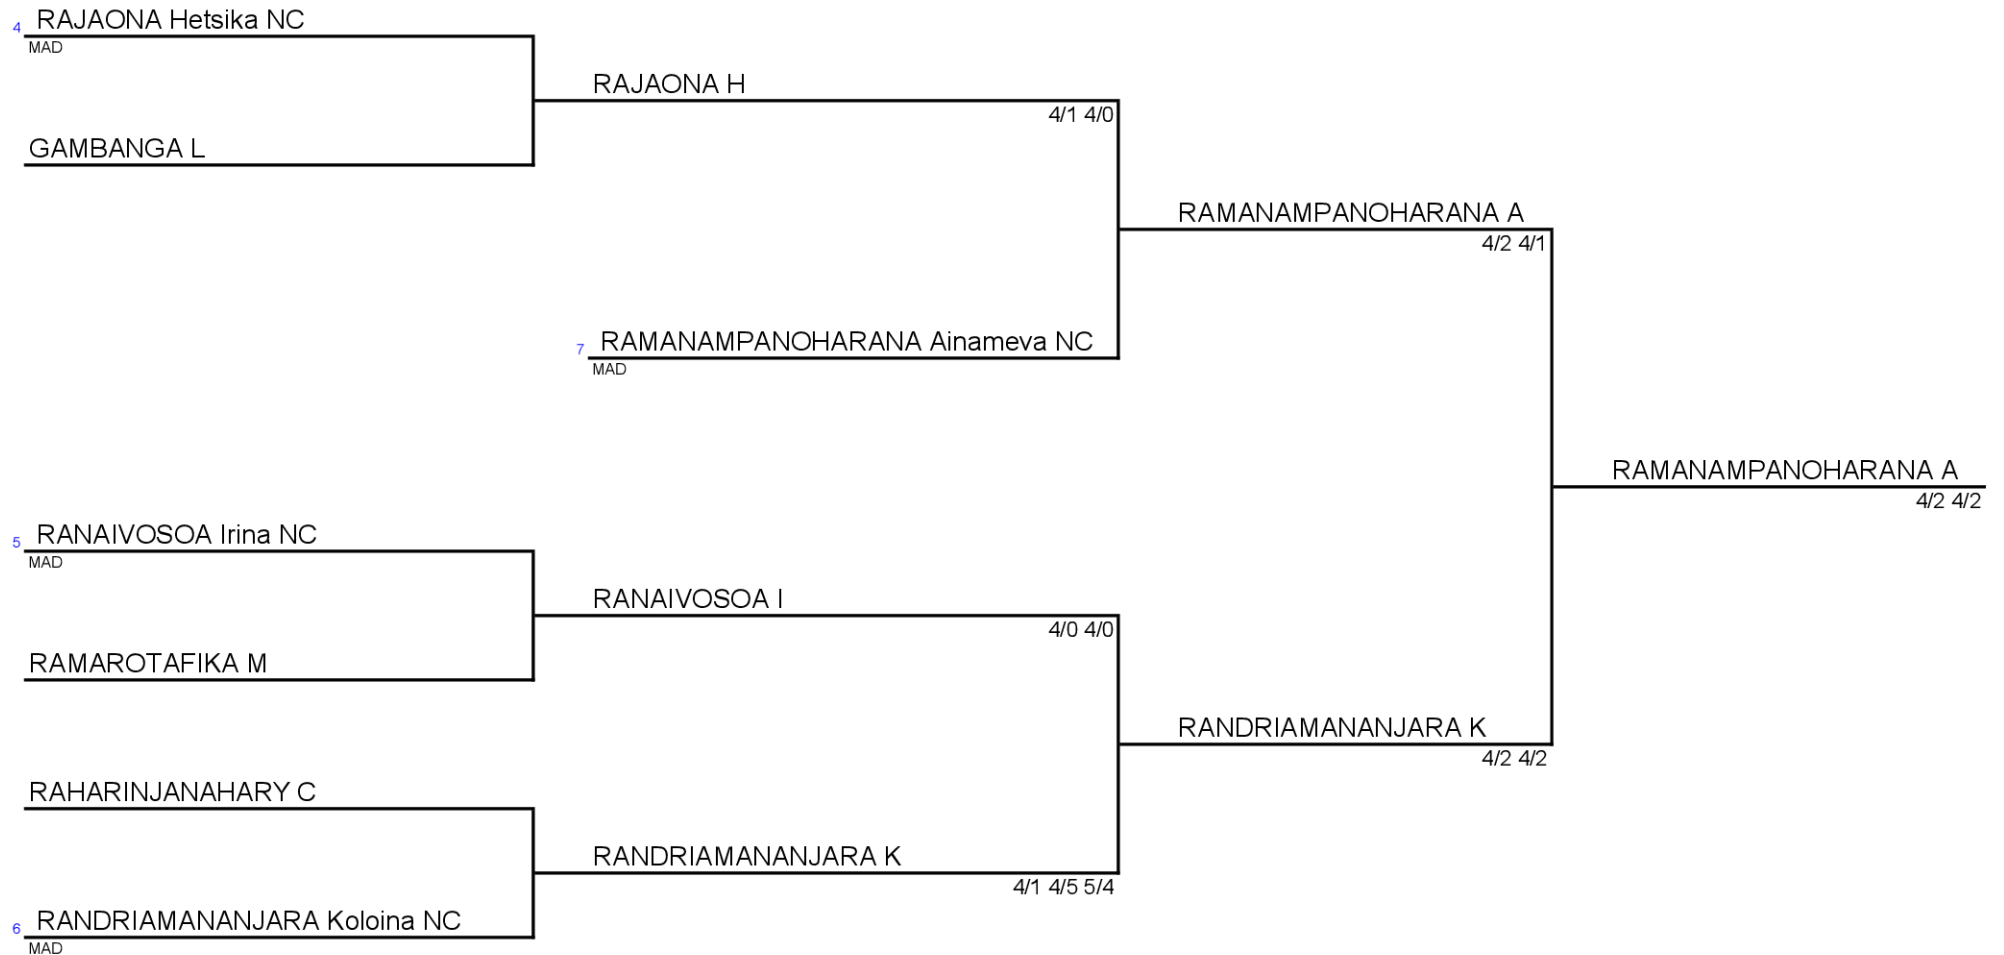 4 RAJAONA Hetsika NC
MAD
RAJAONA H
4/1 4/0
GAMBANGA L
RAMANAMPANOHARANA A
4/2 4/1
7 RAMANAMPANOHARANA Ainameva NC
MAD
RAMANAMPANOHARANA A
4/2 4/2
5 RANAIVOSOA Irina NC
MAD
RANAIVOSOA I
4/0 4/0
RAMAROTAFIKA M
RANDRIAMANANJARA K
4/2 4/2
RAHARINJANAHARY C
RANDRIAMANANJARA K
4/1 4/5 5/4
6 RANDRIAMANANJARA Koloina NC
MAD